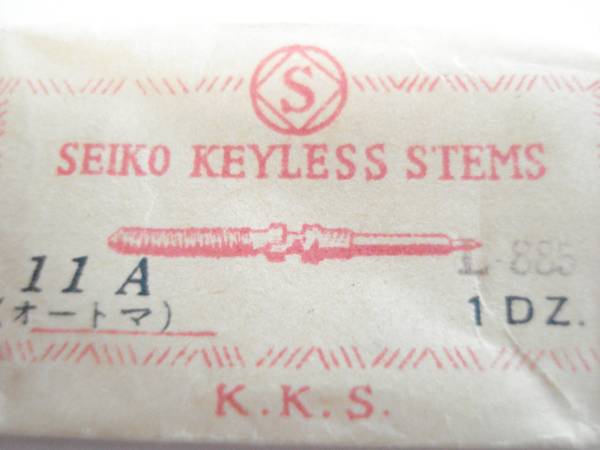 S
SEIKO KEYLESS STEMS
11 A
L-885
(オートマ)
1 DZ.
K.K.S.